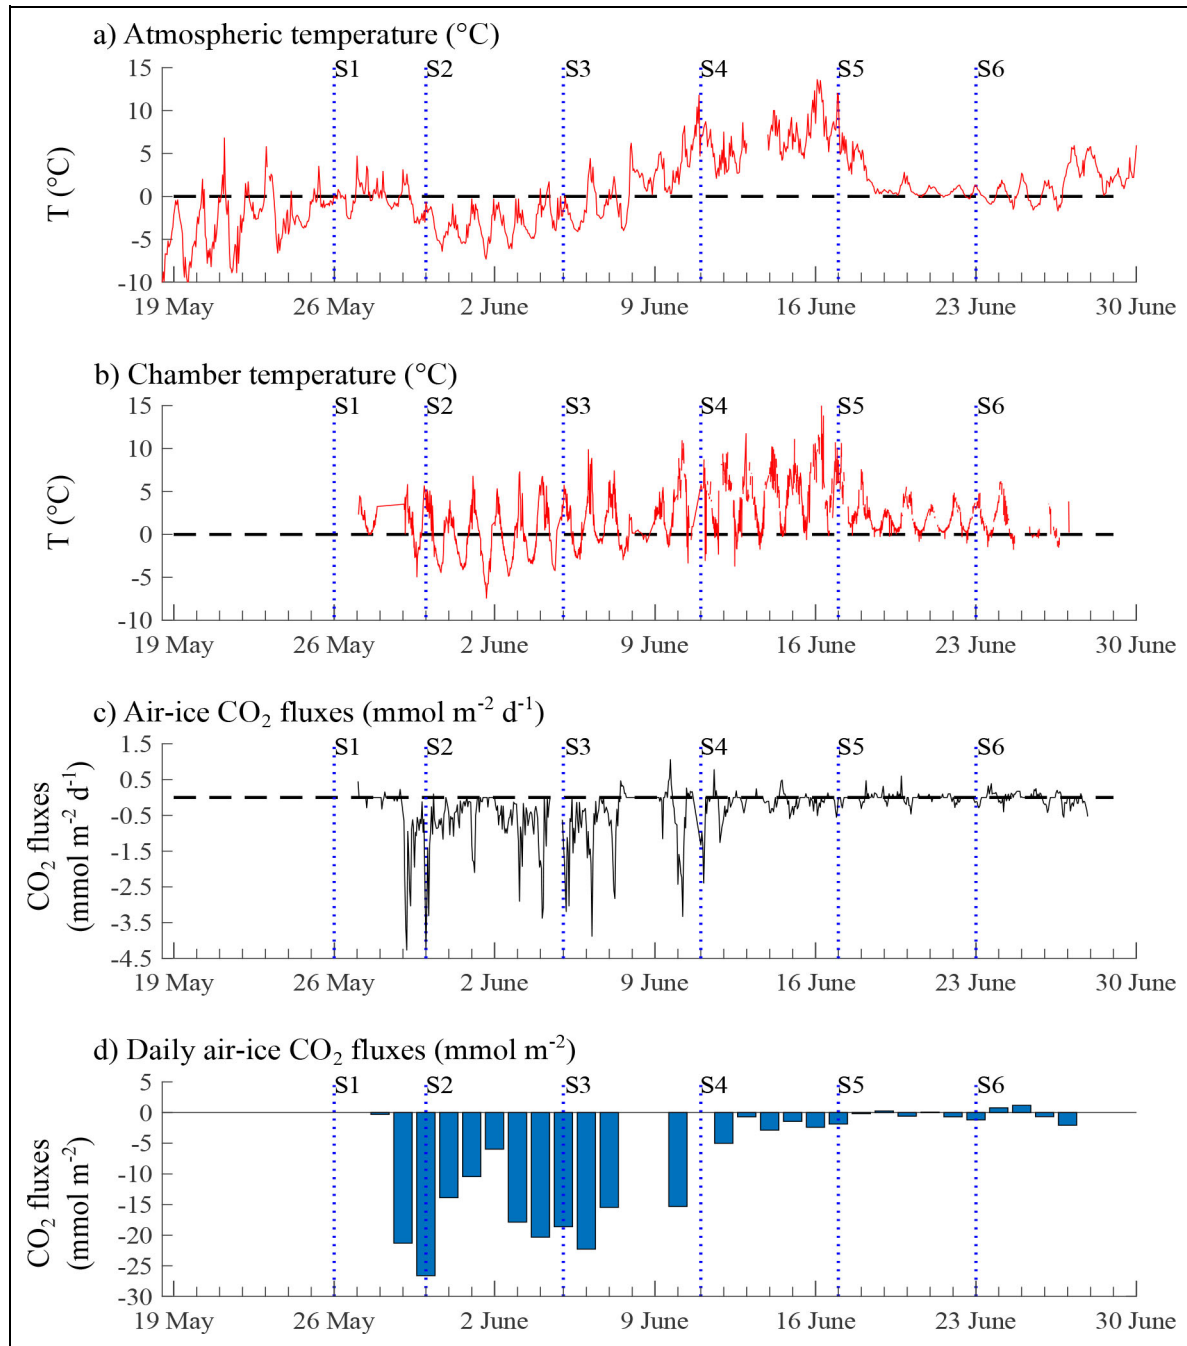 a) Atmospheric temperature (°C)
S1 S2 S3 S4 S5 S6
15
10
5
0
-5
-10
T (°C)
19 May 26 May 2 June 9 June 16 June 23 June 30 June
b) Chamber temperature (°C)
S1 S2 S3 S4 S5 S6
15
10
5
0
-5
-10
T (°C)
19 May 26 May 2 June 9 June 16 June 23 June 30 June
c) Air-ice CO₂ fluxes (mmol m⁻² d⁻¹)
S1 S2 S3 S4 S5 S6
1.5
0.5
-0.5
-1.5
-2.5
-3.5
-4.5
CO₂ fluxes
(mmol m⁻² d⁻¹)
19 May 26 May 2 June 9 June 16 June 23 June 30 June
d) Daily air-ice CO₂ fluxes (mmol m⁻²)
S1 S2 S3 S4 S5 S6
5
0
-5
-10
-15
-20
-25
-30
CO₂ fluxes
(mmol m⁻²)
19 May 26 May 2 June 9 June 16 June 23 June 30 June